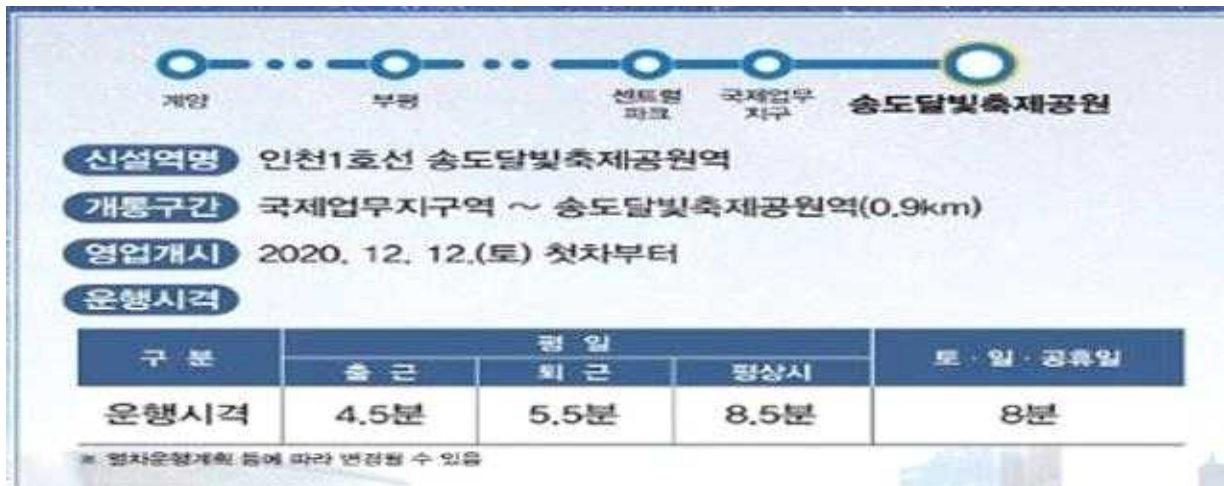 계양
부평
센트럴
파크
국제업무
지구
송도달빛축제공원
신설역명 인천1호선 송도달빛축제공원역
개통구간 국제업무지구역 ~ 송도달빛축제공원역(0.9km)
영업개시 2020. 12. 12.(토) 첫차부터
운행시격
구 분 평 일 토 · 일 · 공휴일
출 근 퇴 근 평상시
운행시격 4.5분 5.5분 8.5분 8분
※ 열차운행계획 등에 따라 변경될 수 있음